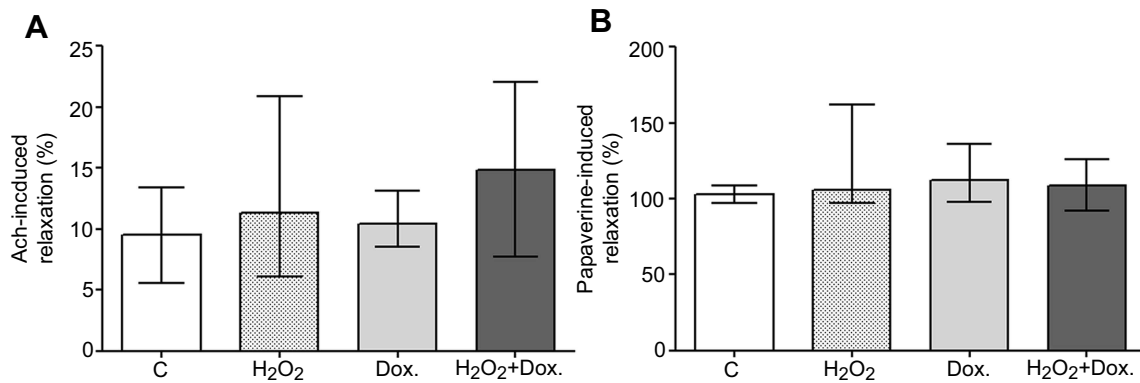 A
Ach-incduced
relaxation (%)
25
20
15
10
5
0
C
H₂O₂
Dox.
H₂O₂+Dox.
B
Papaverine-induced
relaxation (%)
200
150
100
50
0
C
H₂O₂
Dox.
H₂O₂+Dox.